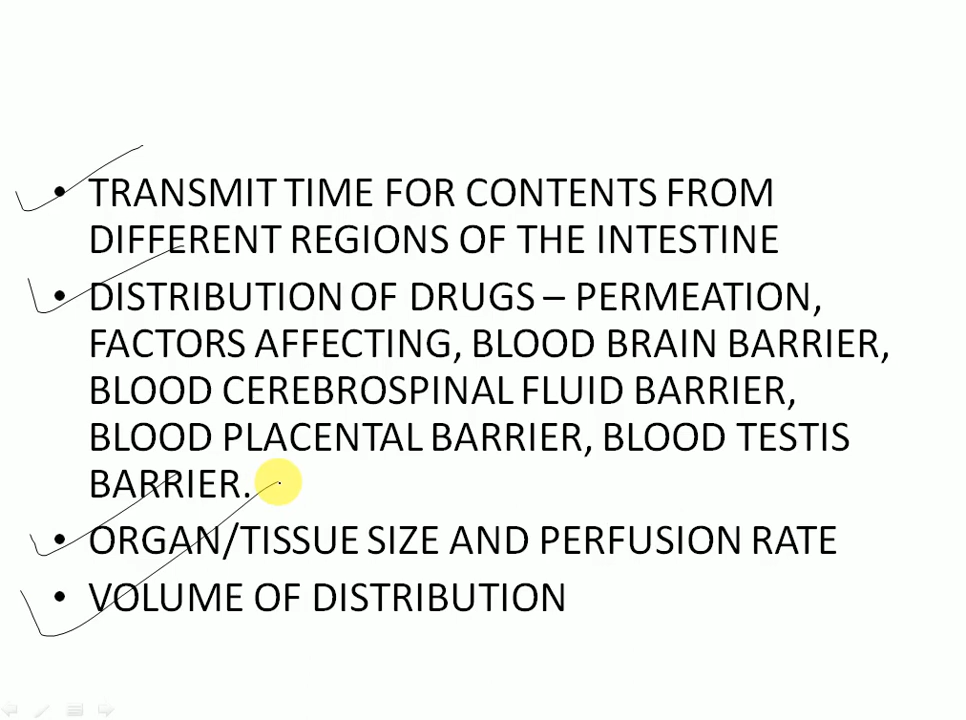 • TRANSMIT TIME FOR CONTENTS FROM
DIFFERENT REGIONS OF THE INTESTINE
• DISTRIBUTION OF DRUGS – PERMEATION,
FACTORS AFFECTING, BLOOD BRAIN BARRIER,
BLOOD CEREBROSPINAL FLUID BARRIER,
BLOOD PLACENTAL BARRIER, BLOOD TESTIS
BARRIER.
• ORGAN/TISSUE SIZE AND PERFUSION RATE
• VOLUME OF DISTRIBUTION